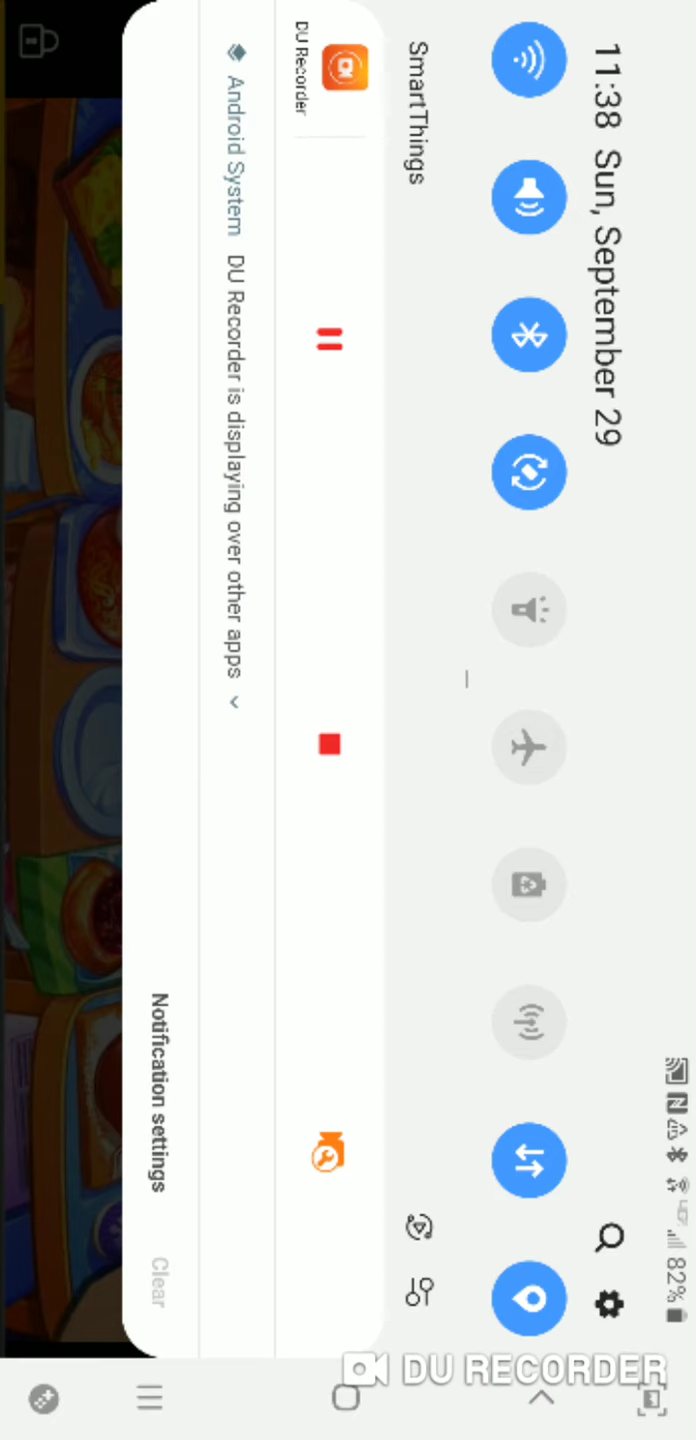 82%
11:38 Sun, September 29
SmartThings
DU Recorder
Android System DU Recorder is displaying over other apps
Notification settings Clear
DU RECORDER